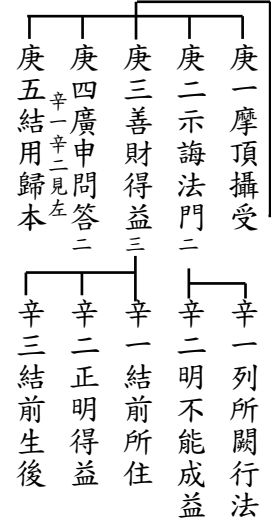 庚一摩頂攝受
庚二示誨法門二
庚三善財得益三
庚四廣申問答二
辛一辛二見左
庚五結用歸本
辛一列所闕行法
辛二明不能成益
辛一結前所住
辛二正明得益
辛三結前生後